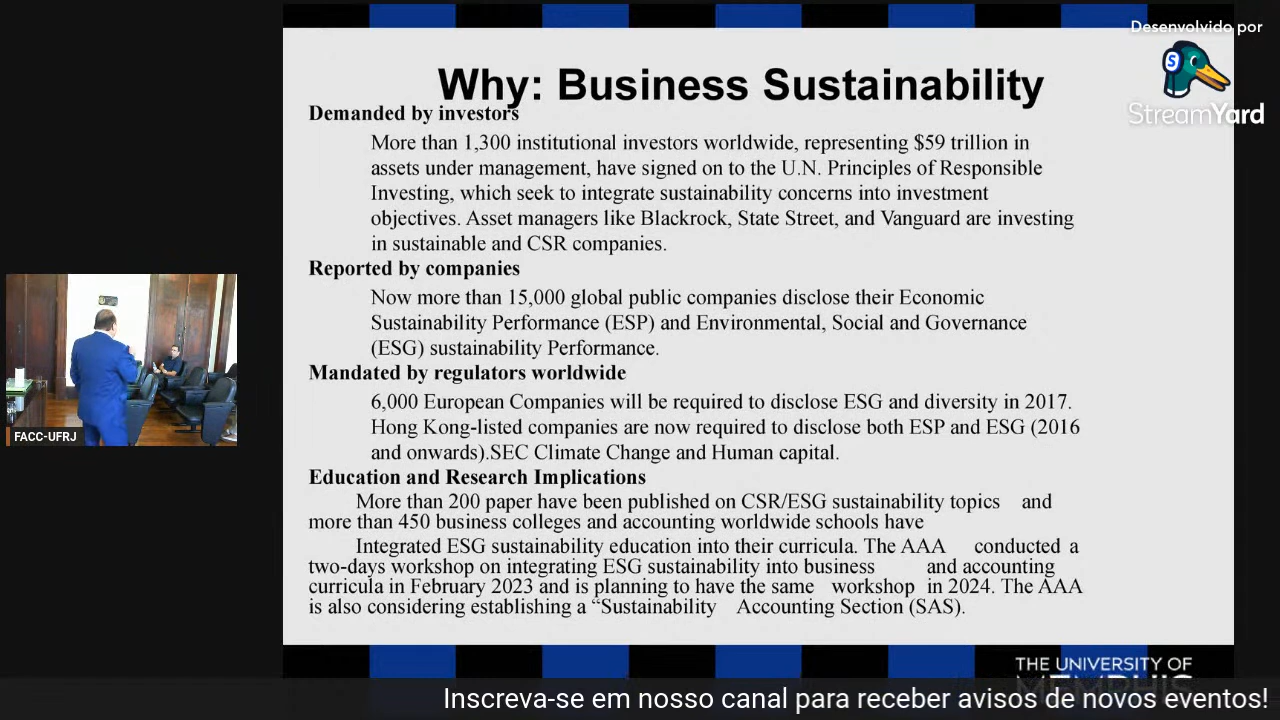 Why: Business Sustainability
Demanded by investors
More than 1,300 institutional investors worldwide, representing $59 trillion in
assets under management, have signed on to the U.N. Principles of Responsible
Investing, which seek to integrate sustainability concerns into investment
objectives. Asset managers like Blackrock, State Street, and Vanguard are investing
in sustainable and CSR companies.
Reported by companies
Now more than 15,000 global public companies disclose their Economic
Sustainability Performance (ESP) and Environmental, Social and Governance
(ESG) sustainability Performance.
Mandated by regulators worldwide
6,000 European Companies will be required to disclose ESG and diversity in 2017.
Hong Kong-listed companies are now required to disclose both ESP and ESG (2016
and onwards).SEC Climate Change and Human capital.
Education and Research Implications
More than 200 paper have been published on CSR/ESG sustainability topics and
more than 450 business colleges and accounting worldwide schools have
Integrated ESG sustainability education into their curricula. The AAA conducted a
two-days workshop on integrating ESG sustainability into business and accounting
curricula in February 2023 and is planning to have the same workshop in 2024. The AAA
is also considering establishing a “Sustainability Accounting Section (SAS).
THE UNIVERSITY OF
MEMPHIS
Desenvolvido por
S
StreamYard
FACC-UFRJ
Inscreva-se em nosso canal para receber avisos de novos eventos!